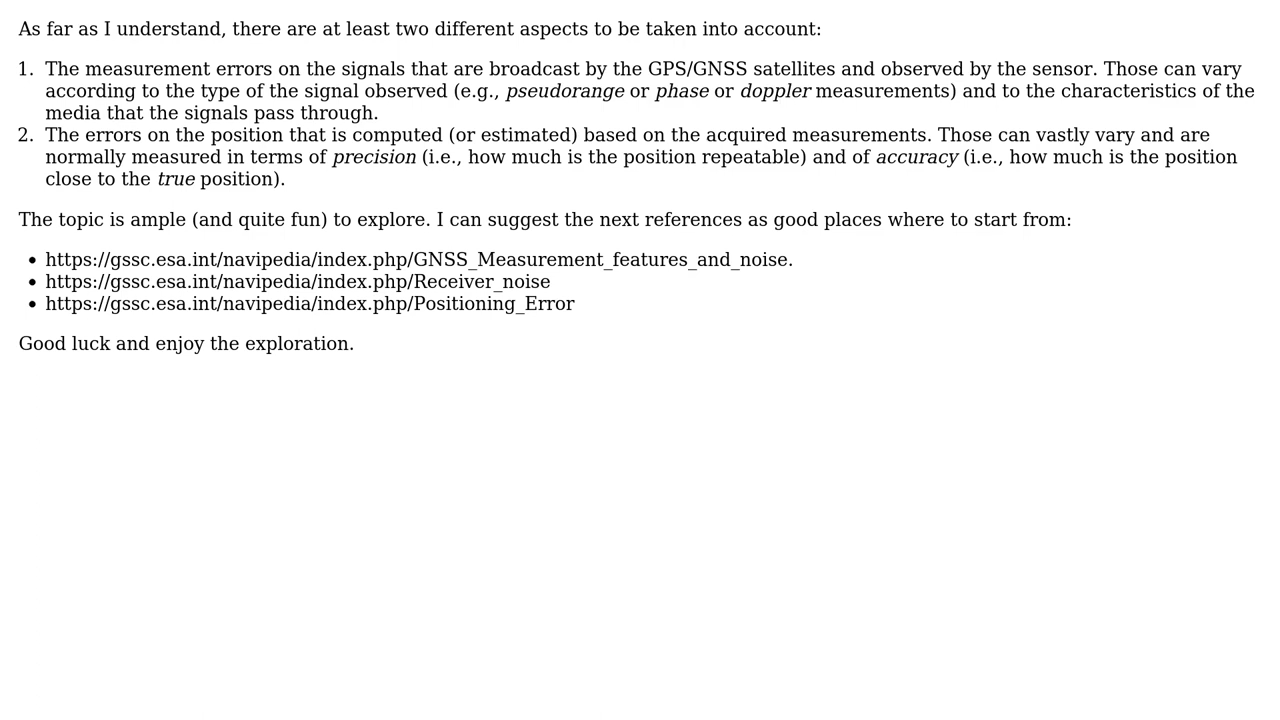 As far as I understand, there are at least two different aspects to be taken into account:
1. The measurement errors on the signals that are broadcast by the GPS/GNSS satellites and observed by the sensor. Those can vary
according to the type of the signal observed (e.g., pseudorange or phase or doppler measurements) and to the characteristics of the
media that the signals pass through.
2. The errors on the position that is computed (or estimated) based on the acquired measurements. Those can vastly vary and are
normally measured in terms of precision (i.e., how much is the position repeatable) and of accuracy (i.e., how much is the position
close to the true position).
The topic is ample (and quite fun) to explore. I can suggest the next references as good places where to start from:
• https://gssc.esa.int/navipedia/index.php/GNSS_Measurement_features_and_noise.
• https://gssc.esa.int/navipedia/index.php/Receiver_noise
• https://gssc.esa.int/navipedia/index.php/Positioning_Error
Good luck and enjoy the exploration.